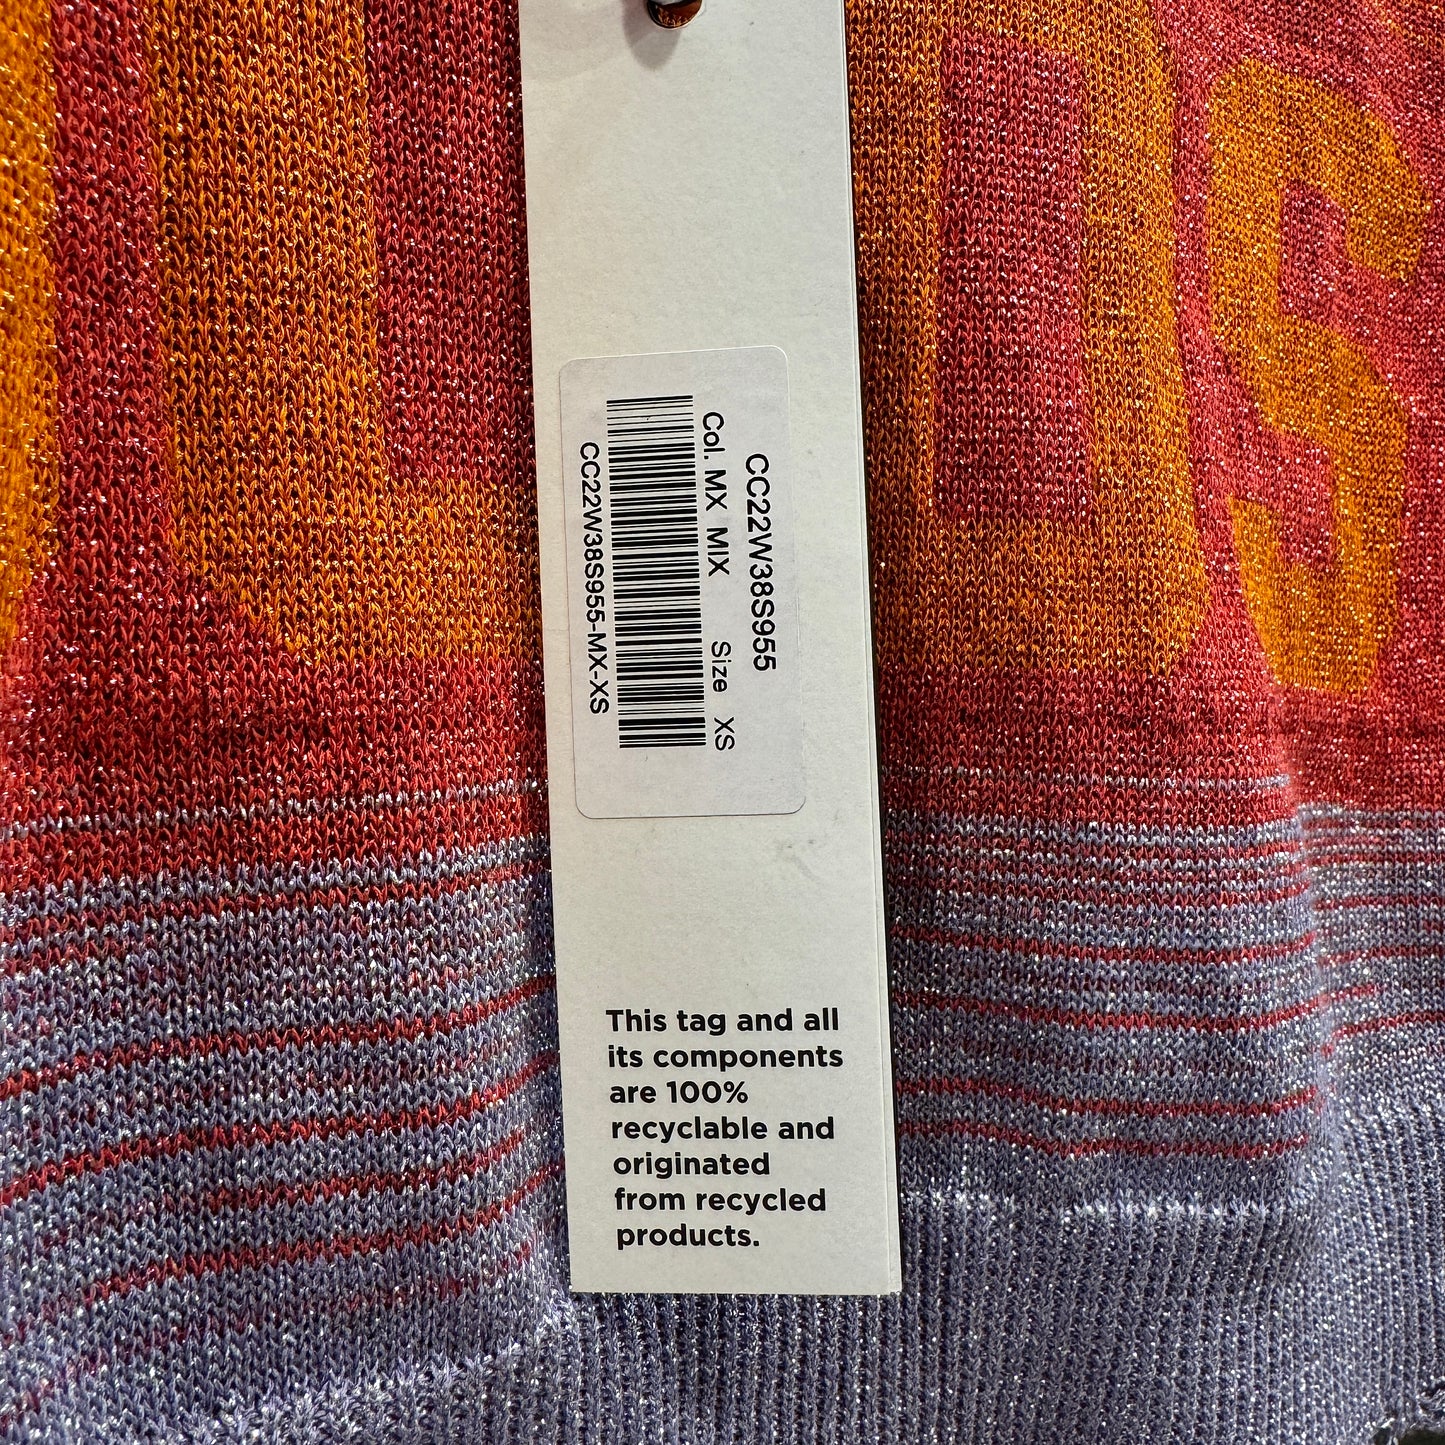 CC22W38S955
Col. MX MIX Size XS
CC22W38S955-MX-XS
This tag and all
its components
are 100%
recyclable and
originated
from recycled
products.